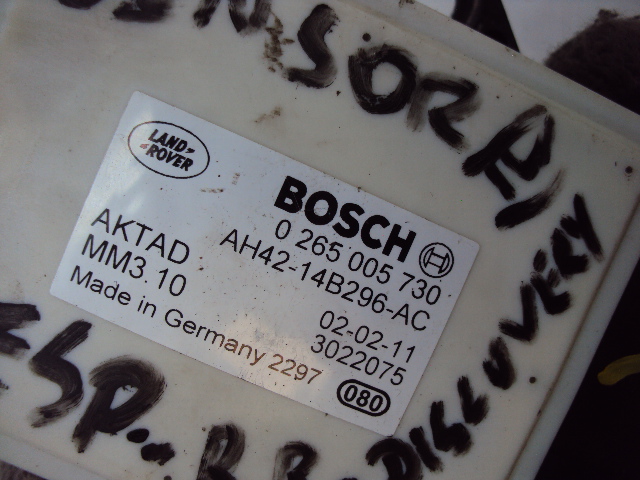 SENSOR
LAND
ROVER
BOSCH
0 265 005 730
AKTAD
AH42-14B296-AC
MM3.10
02-02-11
Made in Germany 2297
3022075
080
ESP..
DISCOVERY